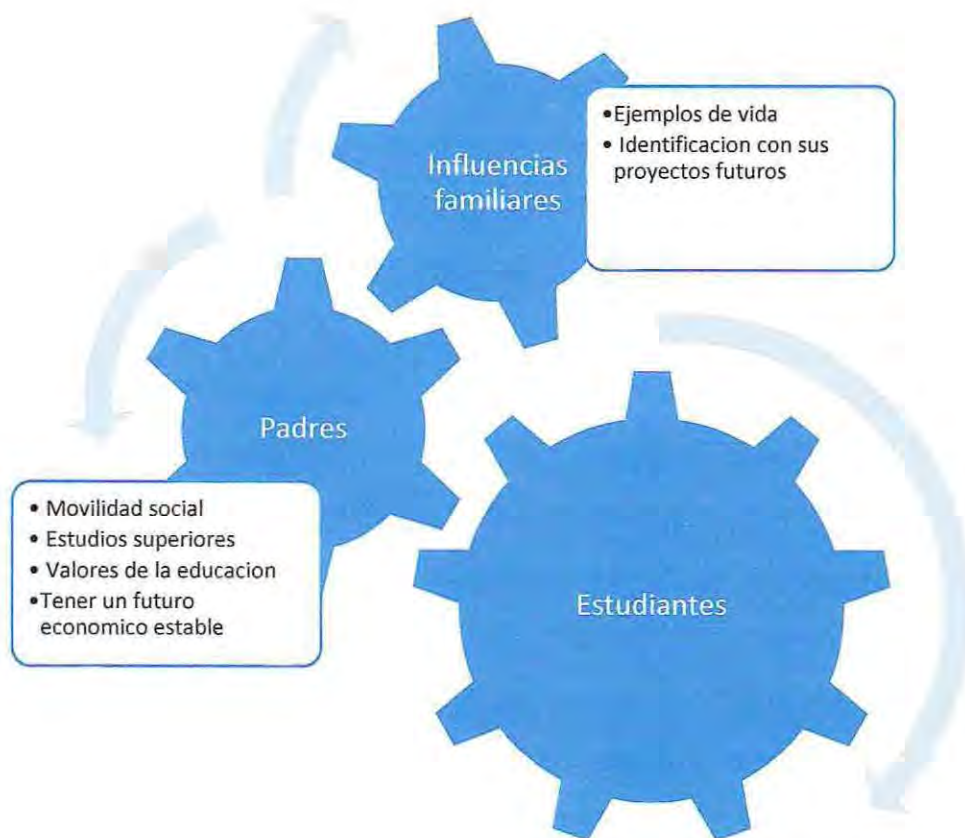 Influencias
familiares
•Ejemplos de vida
• Identificacion con sus
proyectos futuros
Padres
• Movilidad social
• Estudios superiores
• Valores de la educacion
•Tener un futuro
economico estable
Estudiantes